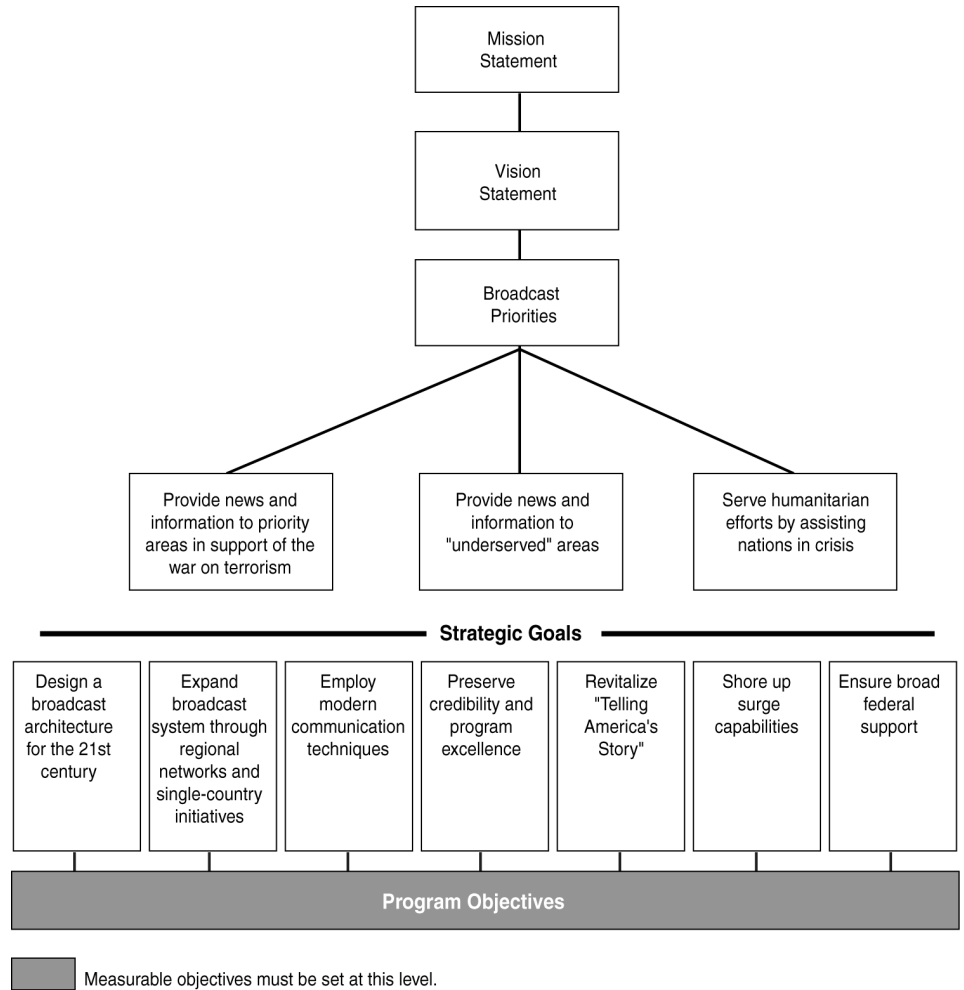 Mission
Statement
Vision
Statement
Broadcast
Priorities
Provide news and
information to priority
areas in support of the
war on terrorism
Provide news and
information to
"underserved" areas
Serve humanitarian
efforts by assisting
nations in crisis
Strategic Goals
Design a
broadcast
architecture
for the 21st
century
Expand
broadcast
system through
regional
networks and
single-country
initiatives
Employ
modern
communication
techniques
Preserve
credibility and
program
excellence
Revitalize
"Telling
America's
Story"
Shore up
surge
capabilities
Ensure broad
federal
support
Program Objectives
Measurable objectives must be set at this level.